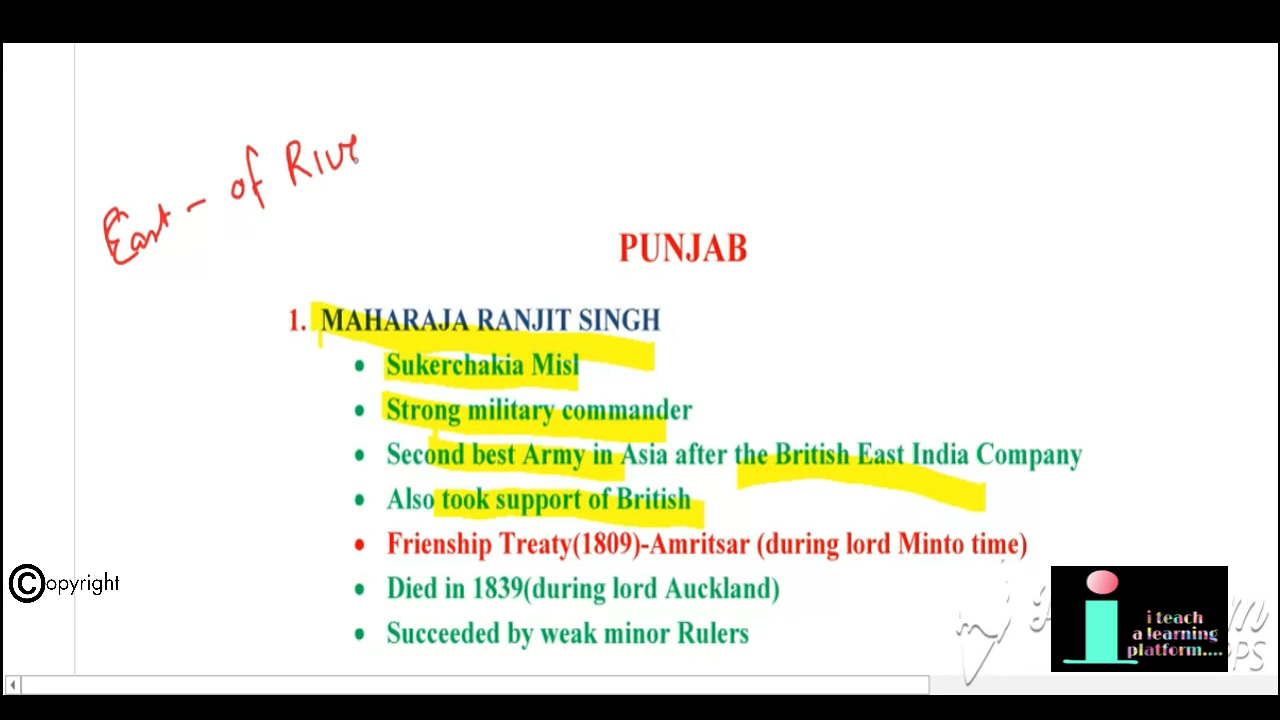 East - of Rive
PUNJAB
1. MAHARAJA RANJIT SINGH
• Sukerchakia Misl
• Strong military commander
• Second best Army in Asia after the British East India Company
• Also took support of British
• Frienship Treaty(1809)-Amritsar (during lord Minto time)
• Died in 1839(during lord Auckland)
• Succeeded by weak minor Rulers
©opyright
i teach
a learning
platform....